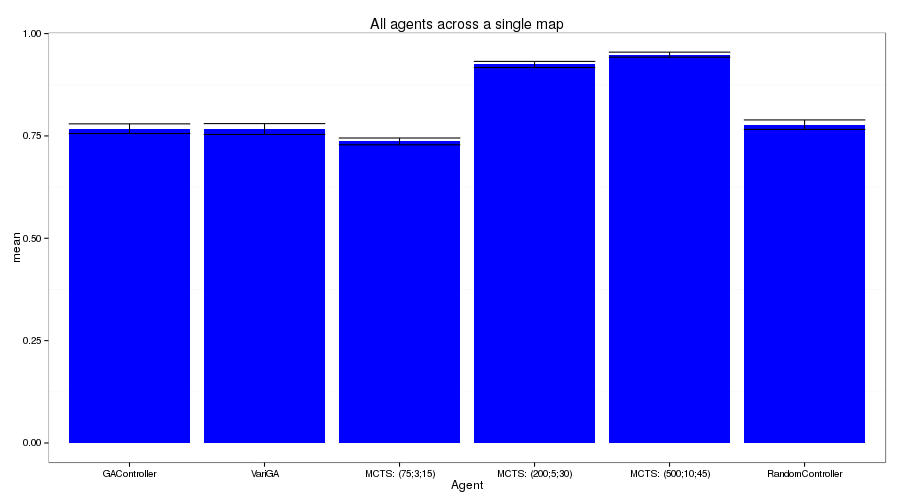 All agents across a single map
1.00
0.75
0.50
0.25
0.00
mean
GAController VariGA MCTS: (75;3;15) MCTS: (200;5;30) MCTS: (500;10;45) RandomController
Agent